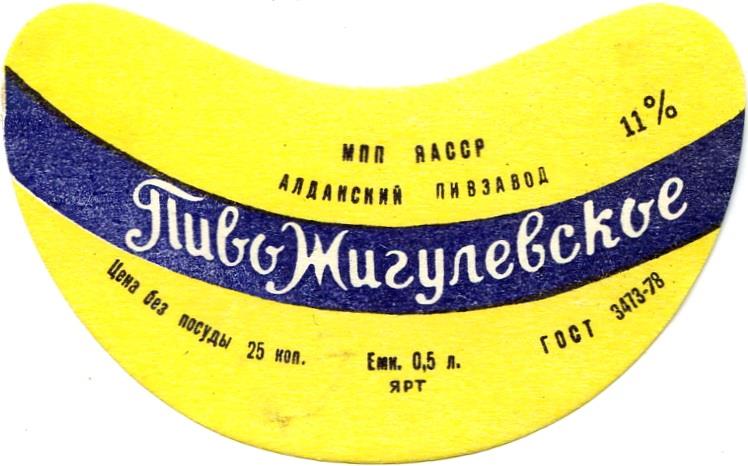 11%
МПП ЯАССР
АЛДАНСКИЙ ПИВЗАВОД
Пиво Жигулевское
Цена без посуды 25 коп.
Емк. 0,5 л.
ГОСТ 3473-78
ЯРТ